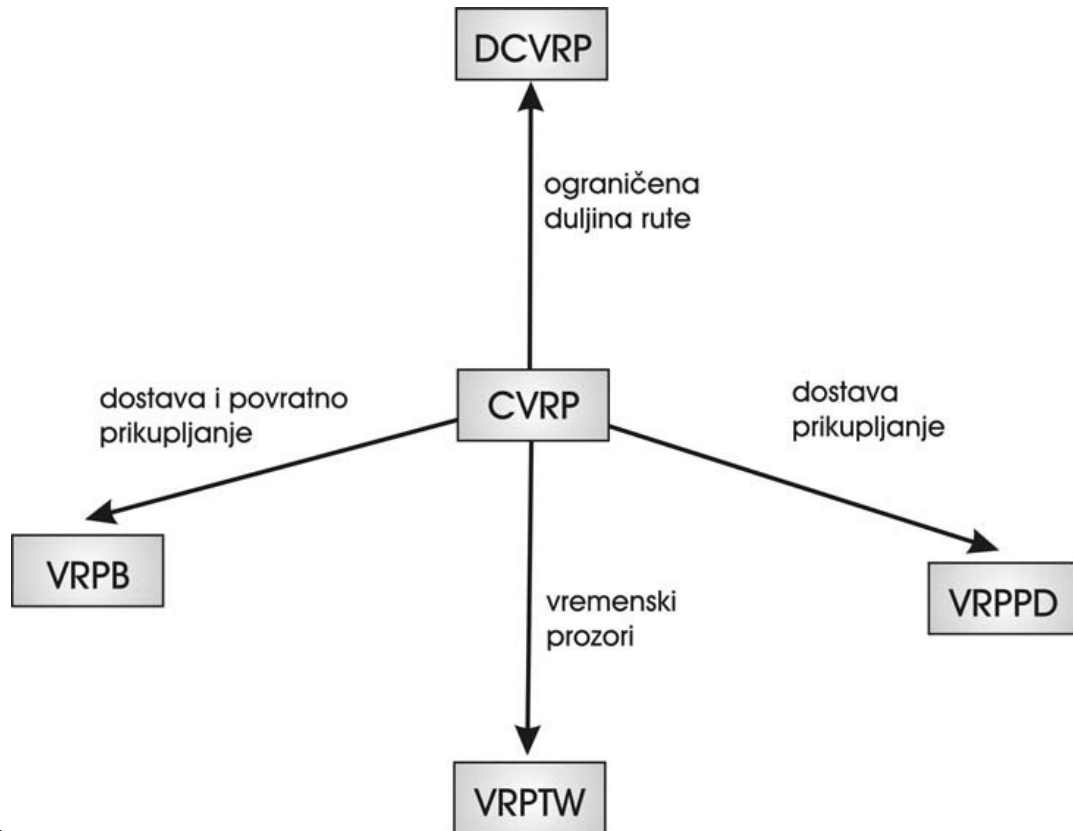 DCVRP
ograničena
duljina rute
CVRP
dostava i povratno
prikupljanje
dostava
prikupljanje
VRPB
VRPPD
vremenski
prozori
VRPTW